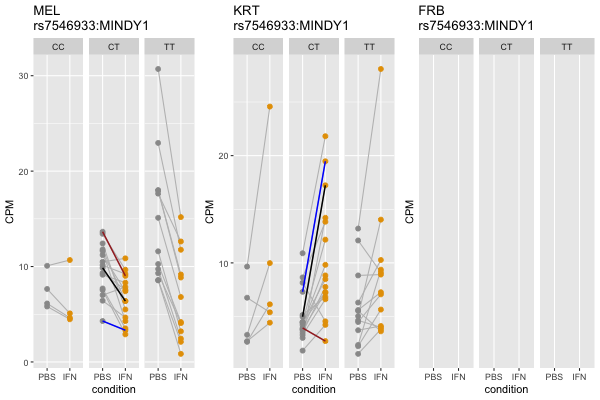 MEL
rs7546933:MINDY1
CC CT TT
30
20
10
0
CPM
PBS IFN PBS IFN PBS IFN
condition
KRT
rs7546933:MINDY1
CC CT TT
20
10
CPM
PBS IFN PBS IFN PBS IFN
condition
FRB
rs7546933:MINDY1
CC CT TT
CPM
PBS IFN PBS IFN PBS IFN
condition